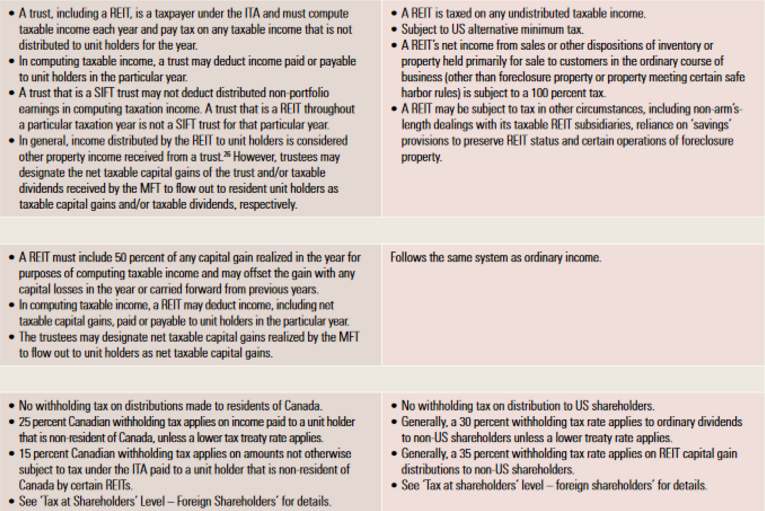 • A trust, including a REIT, is a taxpayer under the ITA and must compute
taxable income each year and pay tax on any taxable income that is not
distributed to unit holders for the year.
• In computing taxable income, a trust may deduct income paid or payable
to unit holders in the particular year.
• A trust that is a SIFT trust may not deduct distributed non-portfolio
earnings in computing taxation income. A trust that is a REIT throughout
a particular taxation year is not a SIFT trust for that particular year.
• In general, income distributed by the REIT to unit holders is considered
other property income received from a trust.76 However, trustees may
designate the net taxable capital gains of the trust and/or taxable
dividends received by the MFT to flow out to resident unit holders as
taxable capital gains and/or taxable dividends, respectively.
• A REIT is taxed on any undistributed taxable income.
• Subject to US alternative minimum tax.
• A REIT's net income from sales or other dispositions of inventory or
property held primarily for sale to customers in the ordinary course of
business (other than foreclosure property or property meeting certain safe
harbor rules) is subject to a 100 percent tax.
• A REIT may be subject to tax in other circumstances, including non-arm's-
length dealings with its taxable REIT subsidiaries, reliance on 'savings'
provisions to preserve REIT status and certain operations of foreclosure
property.
• A REIT must include 50 percent of any capital gain realized in the year for
purposes of computing taxable income and may offset the gain with any
capital losses in the year or carried forward from previous years.
• In computing taxable income, a REIT may deduct income, including net
taxable capital gains, paid or payable to unit holders in the particular year.
• The trustees may designate net taxable capital gains realized by the MFT
to flow out to unit holders as net taxable capital gains.
Follows the same system as ordinary income.
• No withholding tax on distributions made to residents of Canada.
• 25 percent Canadian withholding tax applies on income paid to a unit holder
that is non-resident of Canada, unless a lower tax treaty rate applies.
• 15 percent Canadian withholding tax applies on amounts not otherwise
subject to tax under the ITA paid to a unit holder that is non-resident of
Canada by certain REITs.
• See 'Tax at Shareholders' Level – Foreign Shareholders' for details.
• No withholding tax on distribution to US shareholders.
• Generally, a 30 percent withholding tax rate applies to ordinary dividends
to non-US shareholders unless a lower treaty rate applies.
• Generally, a 35 percent withholding tax rate applies on REIT capital gain
distributions to non-US shareholders.
• See 'Tax at shareholders' level – foreign shareholders' for details.